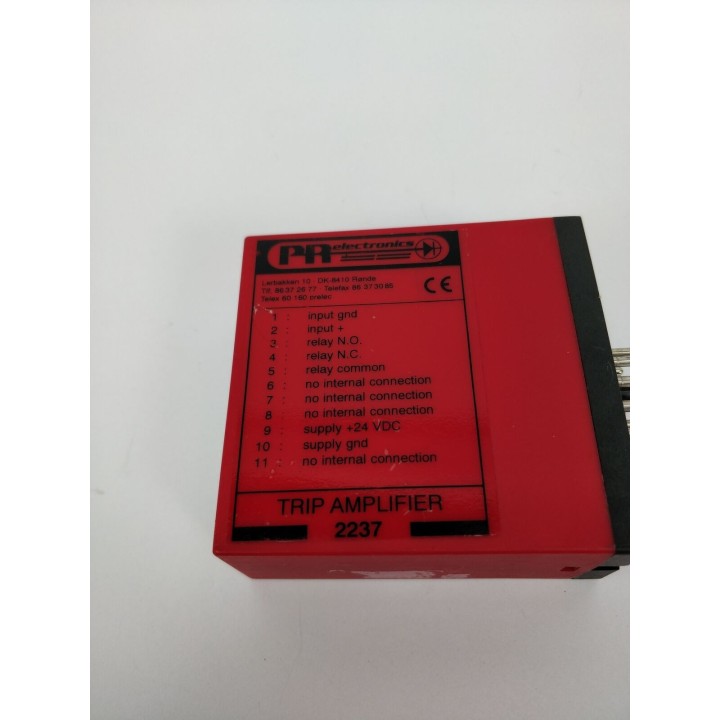 PR electronics
Lerbakken 10 · DK-8410 Rønde
Tlf. 86 37 26 77 · Telefax 86 37 30 85
Telex 60 160 prelec
CE
1 : input gnd
2 : input +
3 : relay N.O.
4 : relay N.C.
5 : relay common
6 : no internal connection
7 : no internal connection
8 : no internal connection
9 : supply +24 VDC
10 : supply gnd
11 : no internal connection
TRIP AMPLIFIER
2237